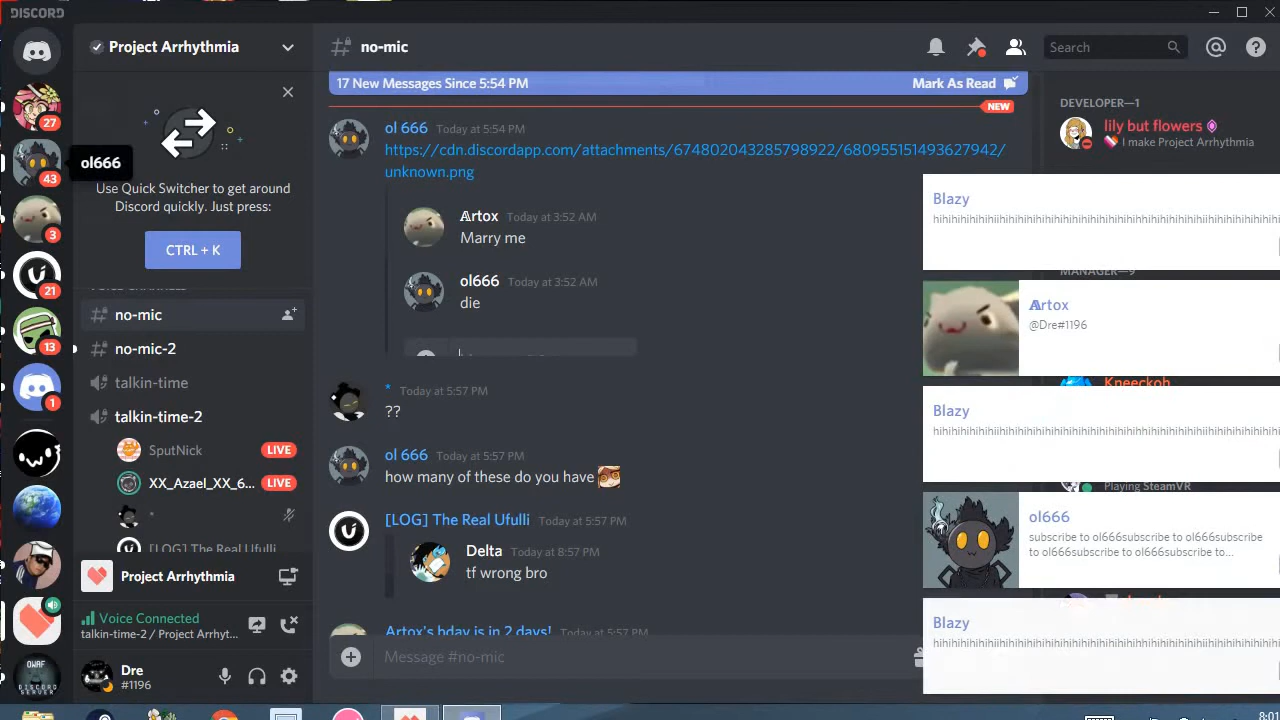 DISCORD
Project Arrhythmia
no-mic
Search
17 New Messages Since 5:54 PM
Mark As Read
NEW
27
ol666
43
3
21
13
1
Use Quick Switcher to get around
Discord quickly. Just press:
CTRL + K
no-mic
no-mic-2
talkin-time
talkin-time-2
SputNick
LIVE
XX_Azael_XX_6...
LIVE
*
[LOG] The Real Ufulli
Project Arrhythmia
Voice Connected
talkin-time-2 / Project Arrhyt...
Dre
#1196
OWAF
DISCORD
SERVER
ol 666 Today at 5:54 PM
https://cdn.discordapp.com/attachments/674802043285798922/680955151493627942/
unknown.png
Artox Today at 3:52 AM
Marry me
ol666 Today at 3:52 AM
die
* Today at 5:57 PM
??
ol 666 Today at 5:57 PM
how many of these do you have
[LOG] The Real Ufulli Today at 5:57 PM
Delta Today at 8:57 PM
tf wrong bro
Artox's bday is in 2 days! Today at 5:57 PM
Message #no-mic
DEVELOPER—1
lily but flowers
I make Project Arrhythmia
Blazy
MANAGER—9
Artox
@Dre#1196
Kneeckoh
Blazy
Playing SteamVR
ol666
subscribe to ol666subscribe to ol666subscribe
to ol666subscribe to ol666subscribe to...
Blazy
8:01